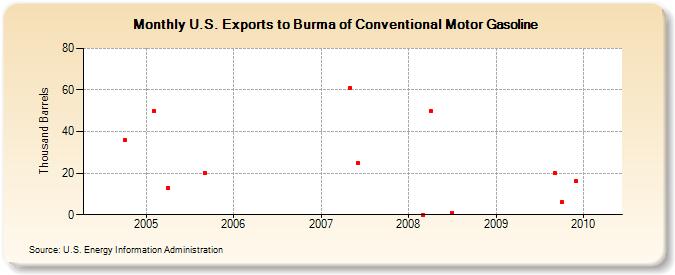 Monthly U.S. Exports to Burma of Conventional Motor Gasoline
Thousand Barrels
80
60
40
20
0
2005 2006 2007 2008 2009 2010
Source: U.S. Energy Information Administration